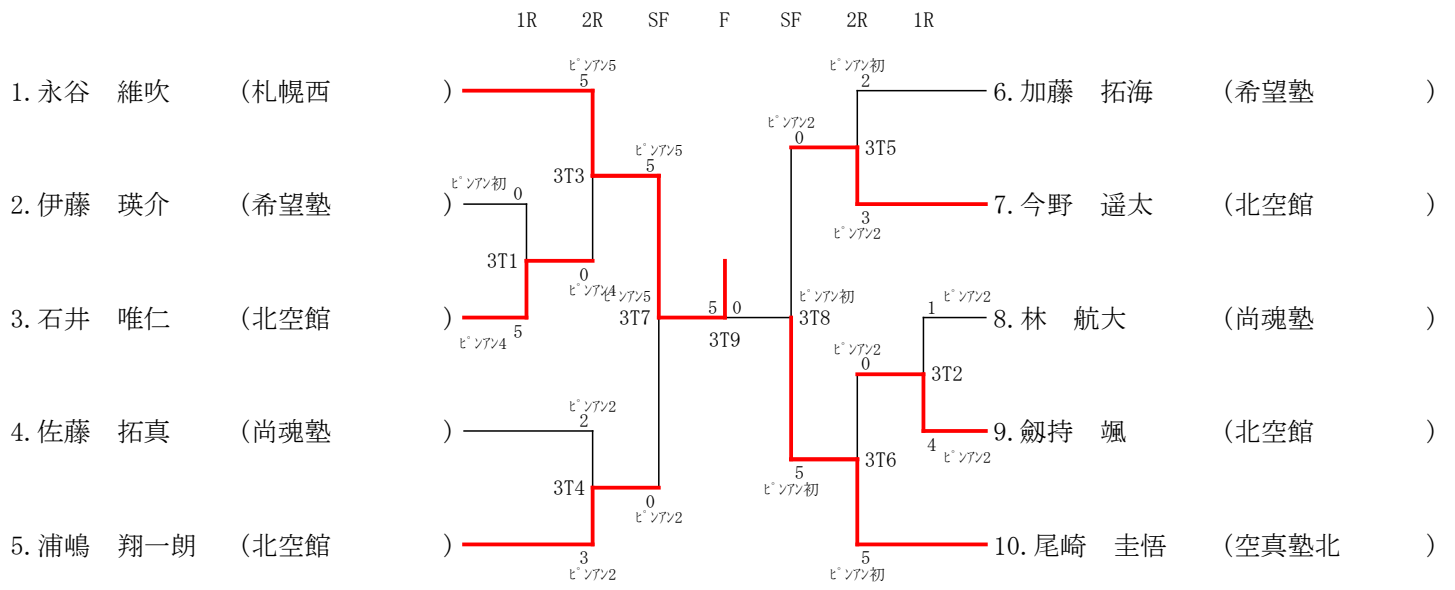 1R 2R SF F SF 2R 1R
ﾋﾟﾝｱﾝ5 ﾋﾟﾝｱﾝ初
5 2
1.永谷　維吹 (札幌西 ) 6.加藤　拓海 (希望塾 )
ﾋﾟﾝｱﾝ2
0
ﾋﾟﾝｱﾝ5 3T5
5
3T3
ﾋﾟﾝｱﾝ初 0
2.伊藤　瑛介 (希望塾 ) 7.今野　遥太 (北空館 )
3
ﾋﾟﾝｱﾝ2
3T1
0
ﾋﾟﾝｱﾝ4 ﾋﾟﾝｱﾝ5 ﾋﾟﾝｱﾝ初 ﾋﾟﾝｱﾝ2
5 0 1
3.石井　唯仁 (北空館 ) 3T7 3T8 8.林　航大 (尚魂塾 )
5
ﾋﾟﾝｱﾝ4 3T9 ﾋﾟﾝｱﾝ2
0
3T2
ﾋﾟﾝｱﾝ2
2
4.佐藤　拓真 (尚魂塾 ) 9.劔持　颯 (北空館 )
4 ﾋﾟﾝｱﾝ2
3T6
5
3T4 ﾋﾟﾝｱﾝ初
0
ﾋﾟﾝｱﾝ2
5.浦嶋　翔一朗 (北空館 ) 10.尾崎　圭悟 (空真塾北 )
3 5
ﾋﾟﾝｱﾝ2 ﾋﾟﾝｱﾝ初